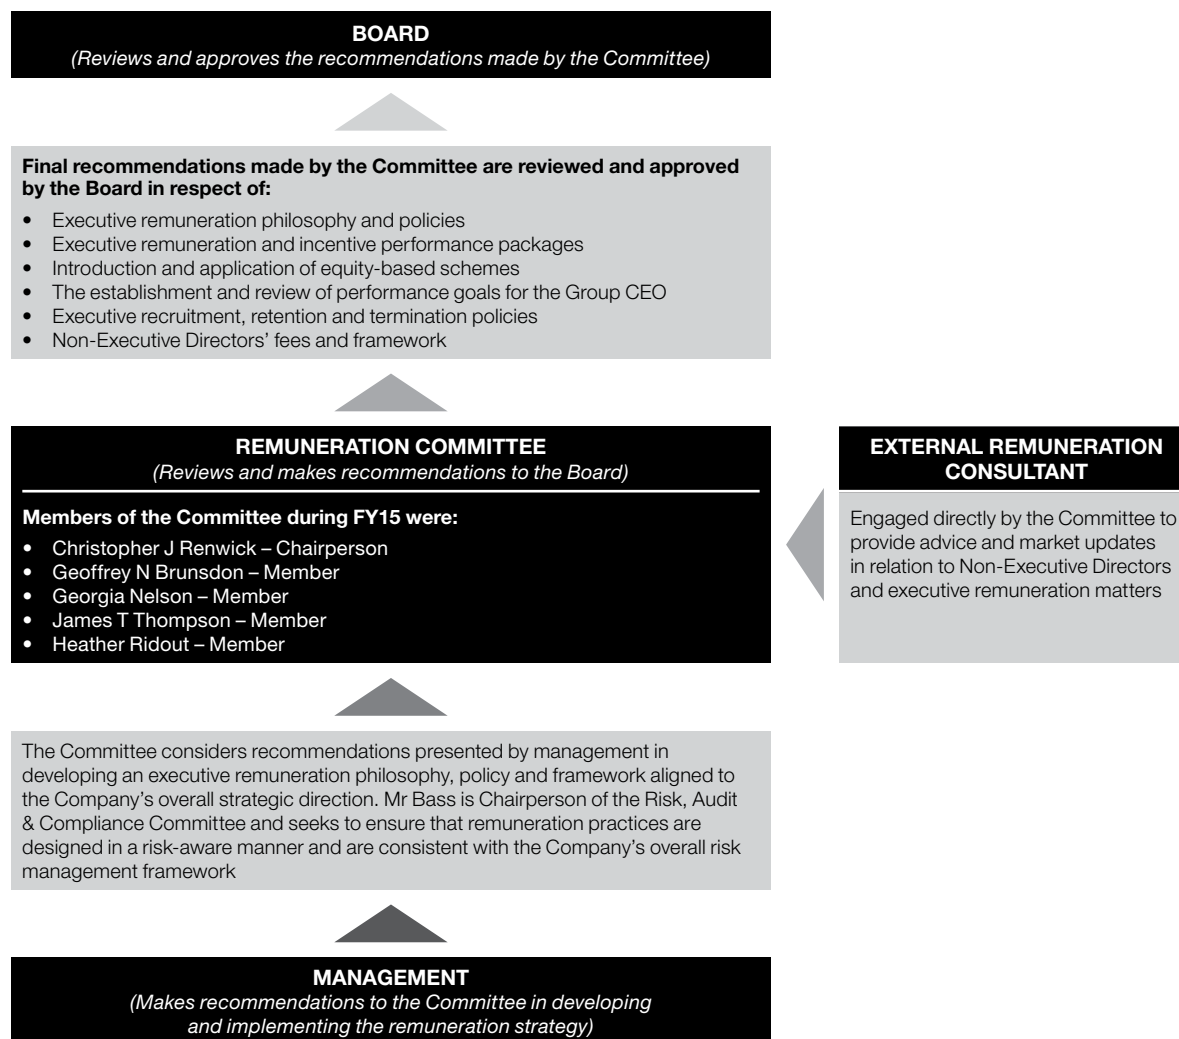 BOARD
(Reviews and approves the recommendations made by the Committee)
Final recommendations made by the Committee are reviewed and approved
by the Board in respect of:
• Executive remuneration philosophy and policies
• Executive remuneration and incentive performance packages
• Introduction and application of equity-based schemes
• The establishment and review of performance goals for the Group CEO
• Executive recruitment, retention and termination policies
• Non-Executive Directors’ fees and framework
REMUNERATION COMMITTEE
(Reviews and makes recommendations to the Board)
Members of the Committee during FY15 were:
• Christopher J Renwick – Chairperson
• Geoffrey N Brunsdon – Member
• Georgia Nelson – Member
• James T Thompson – Member
• Heather Ridout – Member
EXTERNAL REMUNERATION
CONSULTANT
Engaged directly by the Committee to
provide advice and market updates
in relation to Non-Executive Directors
and executive remuneration matters
The Committee considers recommendations presented by management in
developing an executive remuneration philosophy, policy and framework aligned to
the Company’s overall strategic direction. Mr Bass is Chairperson of the Risk, Audit
& Compliance Committee and seeks to ensure that remuneration practices are
designed in a risk-aware manner and are consistent with the Company’s overall risk
management framework
MANAGEMENT
(Makes recommendations to the Committee in developing
and implementing the remuneration strategy)